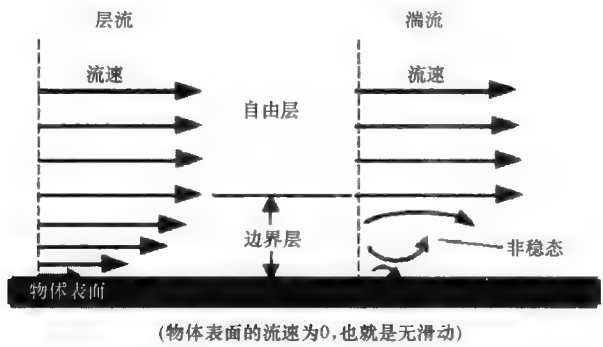 层流
湍流
流速
流速
自由层
边界层
非稳态
物体表面
(物体表面的流速为0,也就是无滑动)